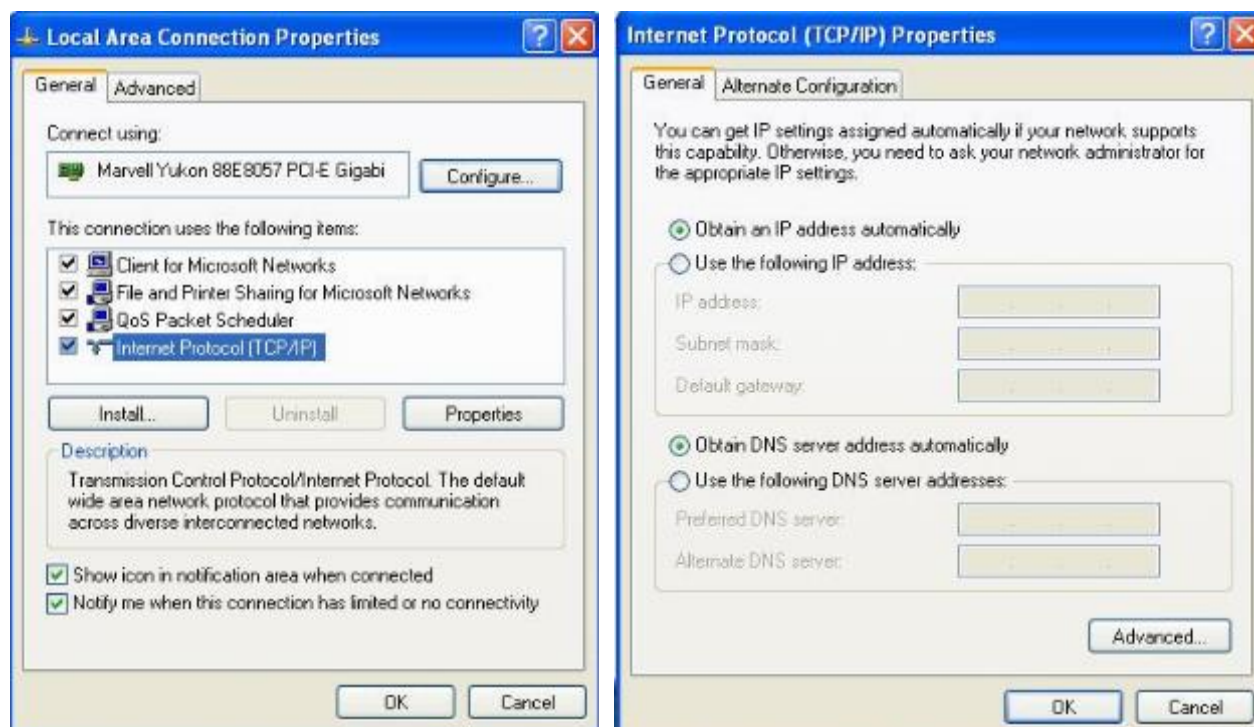 Local Area Connection Properties
General
Advanced
Connect using:
Marvell Yukon 88E8057 PCI-E Gigabi
Configure...
This connection uses the following items:
Client for Microsoft Networks
File and Printer Sharing for Microsoft Networks
QoS Packet Scheduler
Internet Protocol (TCP/IP)
Install...
Uninstall
Properties
Description
Transmission Control Protocol/Internet Protocol. The default
wide area network protocol that provides communication
across diverse interconnected networks.
Show icon in notification area when connected
Notify me when this connection has limited or no connectivity
OK
Cancel
Internet Protocol (TCP/IP) Properties
General
Alternate Configuration
You can get IP settings assigned automatically if your network supports
this capability. Otherwise, you need to ask your network administrator for
the appropriate IP settings.
Obtain an IP address automatically
Use the following IP address:
IP address:
Subnet mask:
Default gateway:
Obtain DNS server address automatically
Use the following DNS server addresses:
Preferred DNS server:
Alternate DNS server:
Advanced...
OK
Cancel